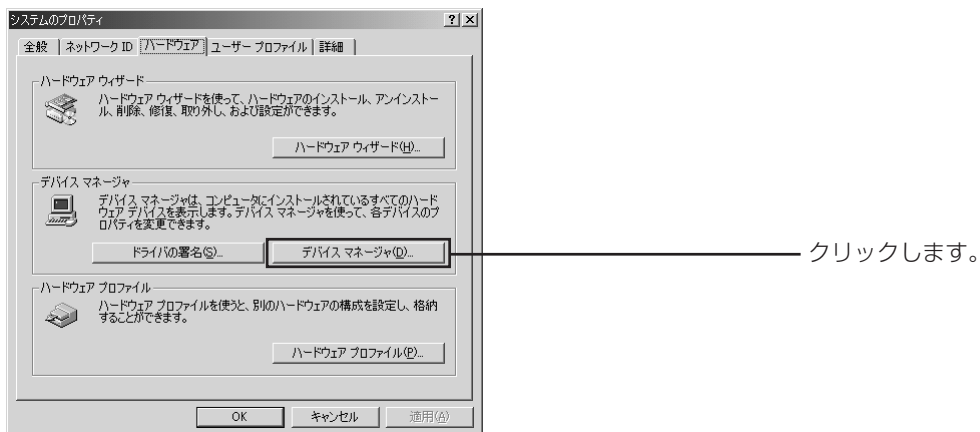 システムのプロパティ
全般 ネットワーク ID ハードウェア ユーザー プロファイル 詳細
ハードウェア ウィザード
ハードウェア ウィザードを使って、ハードウェアのインストール、アンインストー
ル、削除、修復、取り外し、および設定ができます。
ハードウェア ウィザード(H)...
デバイス マネージャ
デバイス マネージャは、コンピュータにインストールされているすべてのハード
ウェア デバイスを表示します。デバイス マネージャを使って、各デバイスのプ
ロパティを変更できます。
ドライバの署名(S)...
デバイス マネージャ(D)...
クリックします。
ハードウェア プロファイル
ハードウェア プロファイルを使うと、別のハードウェアの構成を設定し、格納
することができます。
ハードウェア プロファイル(P)...
OK キャンセル 適用(A)